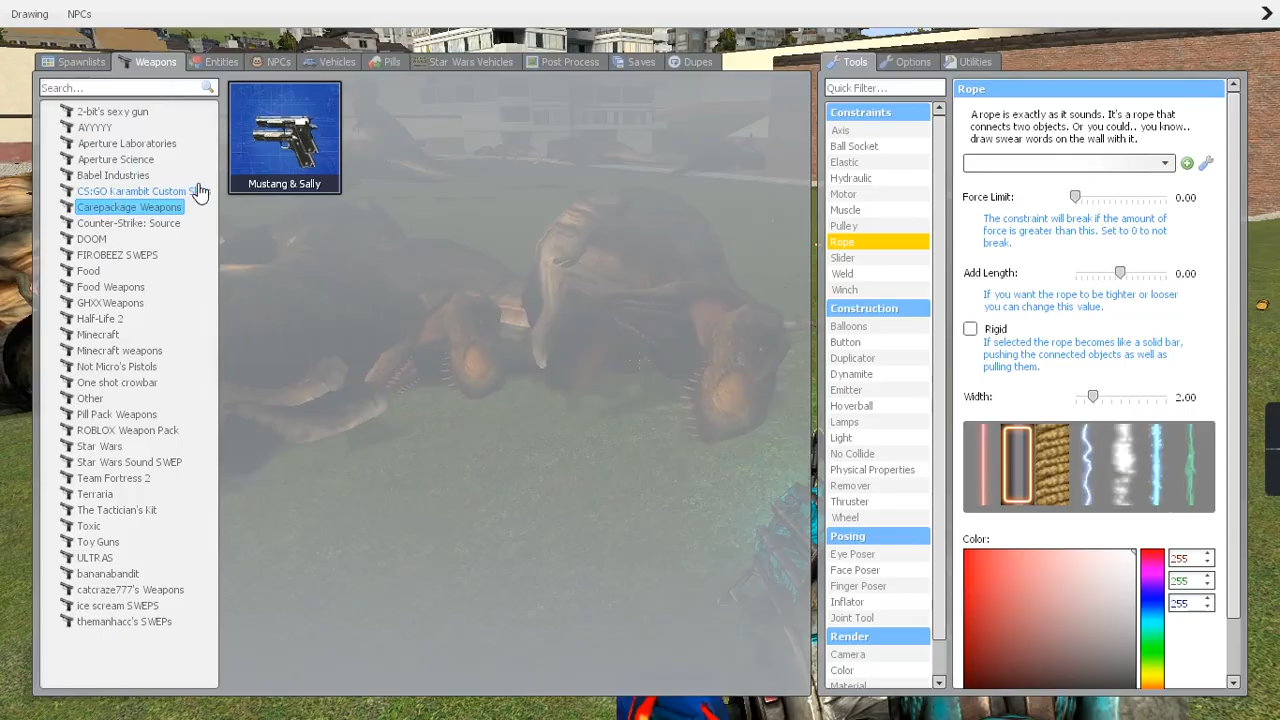 Drawing NPCs
Spawnlists Weapons Entities NPCs Vehicles Pills Star Wars Vehicles Post Process Saves Dupes
Search...
2-bit's sexy gun
AYYYYY
Aperture Laboratories
Aperture Science
Babel Industries
CS:GO Karambit Custom
Carepackage Weapons
Counter-Strike: Source
DOOM
FIROBEEZ SWEPS
Food
Food Weapons
GHXXWeapons
Half-Life 2
Minecraft
Minecraft weapons
Not Micro's Pistols
One shot crowbar
Other
Pill Pack Weapons
ROBLOX Weapon Pack
Star Wars
Star Wars Sound SWEP
Team Fortress 2
Terraria
The Tactician's Kit
Toxic
Toy Guns
ULTRAS
bananabandit
catcraze777's Weapons
ice scream SWEPS
themanhacc's SWEPs
Mustang & Sally
Tools Options Utilities
Quick Filter...
Constraints
Axis
Ball Socket
Elastic
Hydraulic
Motor
Muscle
Pulley
Rope
Slider
Weld
Winch
Construction
Balloons
Button
Duplicator
Dynamite
Emitter
Hoverball
Lamps
Light
No Collide
Physical Properties
Remover
Thruster
Wheel
Posing
Eye Poser
Face Poser
Finger Poser
Inflator
Joint Tool
Render
Camera
Color
Material
Rope
A rope is exactly as it sounds. It's a rope that
connects two objects. Or you could.. you know..
draw swear words on the wall with it.
Force Limit: 0.00
The constraint will break if the amount of
force is greater than this. Set to 0 to not
break.
Add Length: 0.00
If you want the rope to be tighter or looser
you can change this value.
Rigid
If selected the rope becomes like a solid bar,
pushing the connected objects as well as
pulling them.
Width: 2.00
Color:
255
255
255